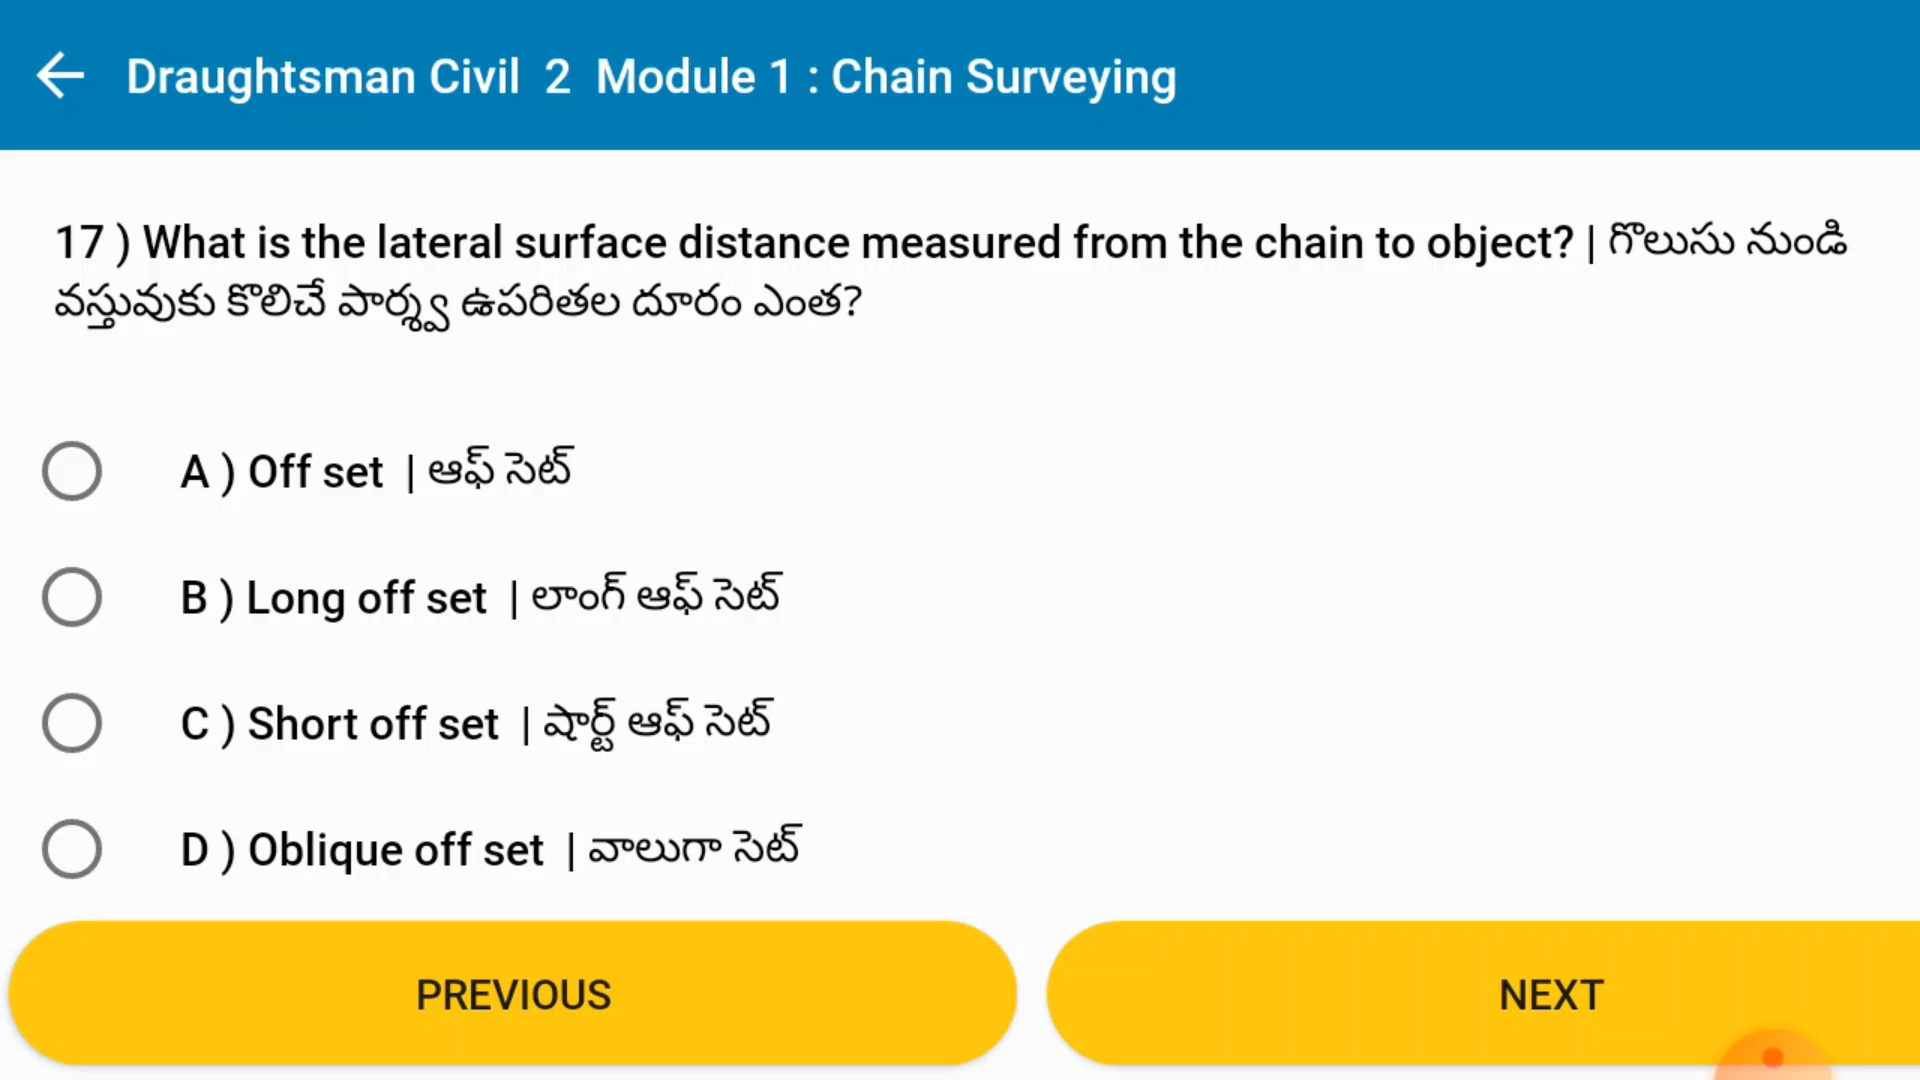 Draughtsman Civil 2 Module 1 : Chain Surveying
17 ) What is the lateral surface distance measured from the chain to object? | గొలుసు నుండి
వస్తువుకు కొలిచే పార్శ్వ ఉపరితల దూరం ఎంత?
A ) Off set | ఆఫ్ సెట్
B ) Long off set | లాంగ్ ఆఫ్ సెట్
C ) Short off set | షార్ట్ ఆఫ్ సెట్
D ) Oblique off set | వాలుగా సెట్
PREVIOUS
NEXT